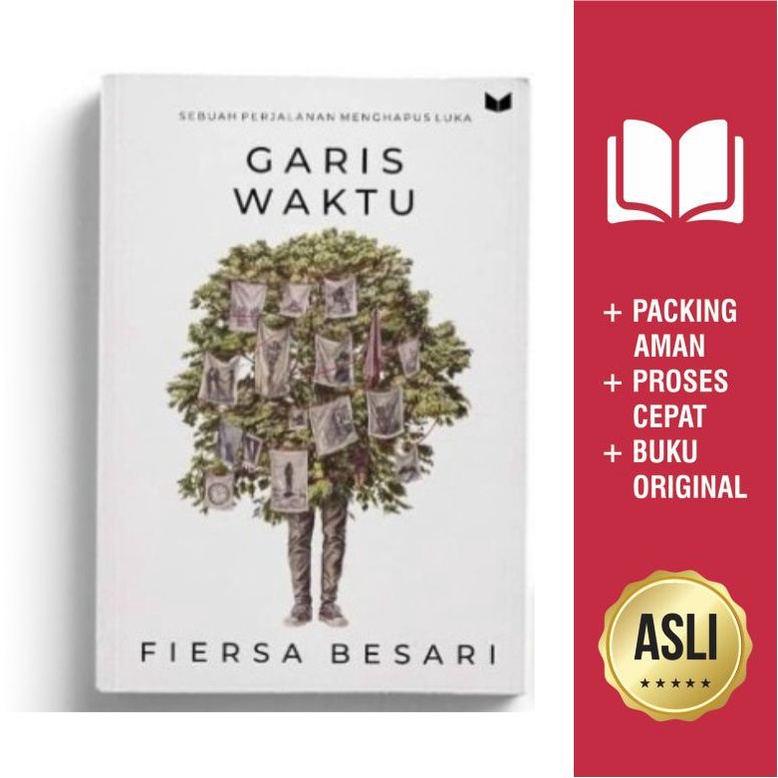 SEBUAH PERJALANAN MENGHAPUS LUKA
GARIS
WAKTU
FIERSA BESARI
+ PACKING
AMAN
+ PROSES
CEPAT
+ BUKU
ORIGINAL
ASLI